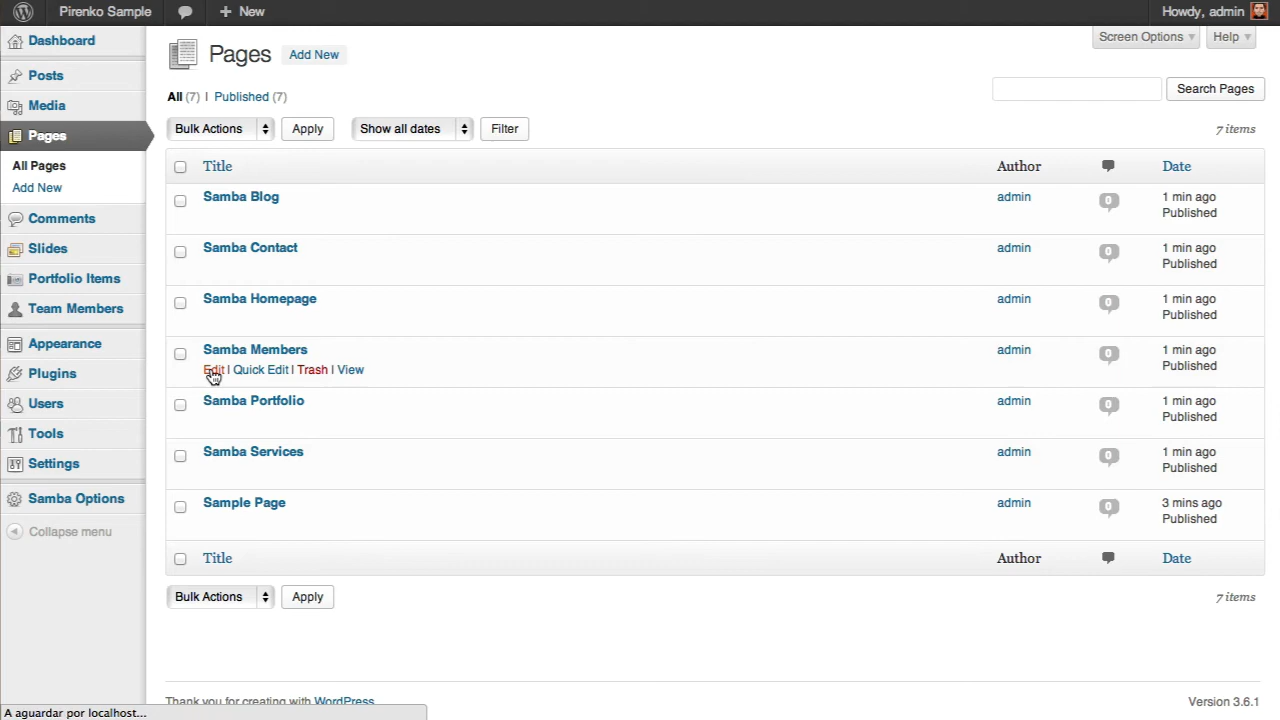 Pirenko Sample + New Howdy, admin
Dashboard
Posts
Media
Pages
All Pages
Add New
Comments
Slides
Portfolio Items
Team Members
Appearance
Plugins
Users
Tools
Settings
Samba Options
Collapse menu
Screen Options Help
Pages Add New
All (7) | Published (7)
Search Pages
Bulk Actions Apply Show all dates Filter 7 items
Title Author Date
Samba Blog admin 0 1 min ago
Published
Samba Contact admin 0 1 min ago
Published
Samba Homepage admin 0 1 min ago
Published
Samba Members admin 0 1 min ago
Edit | Quick Edit | Trash | View Published
Samba Portfolio admin 0 1 min ago
Published
Samba Services admin 0 1 min ago
Published
Sample Page admin 0 3 mins ago
Published
Title Author Date
Bulk Actions Apply 7 items
Thank you for creating with WordPress Version 3.6.1
A aguardar por localhost...